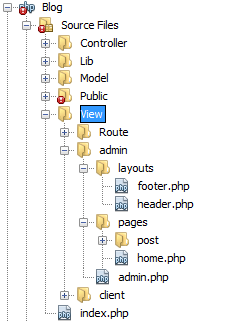 Blog
Source Files
Controller
Lib
Model
Public
View
Route
admin
layouts
footer.php
header.php
pages
post
home.php
admin.php
client
index.php